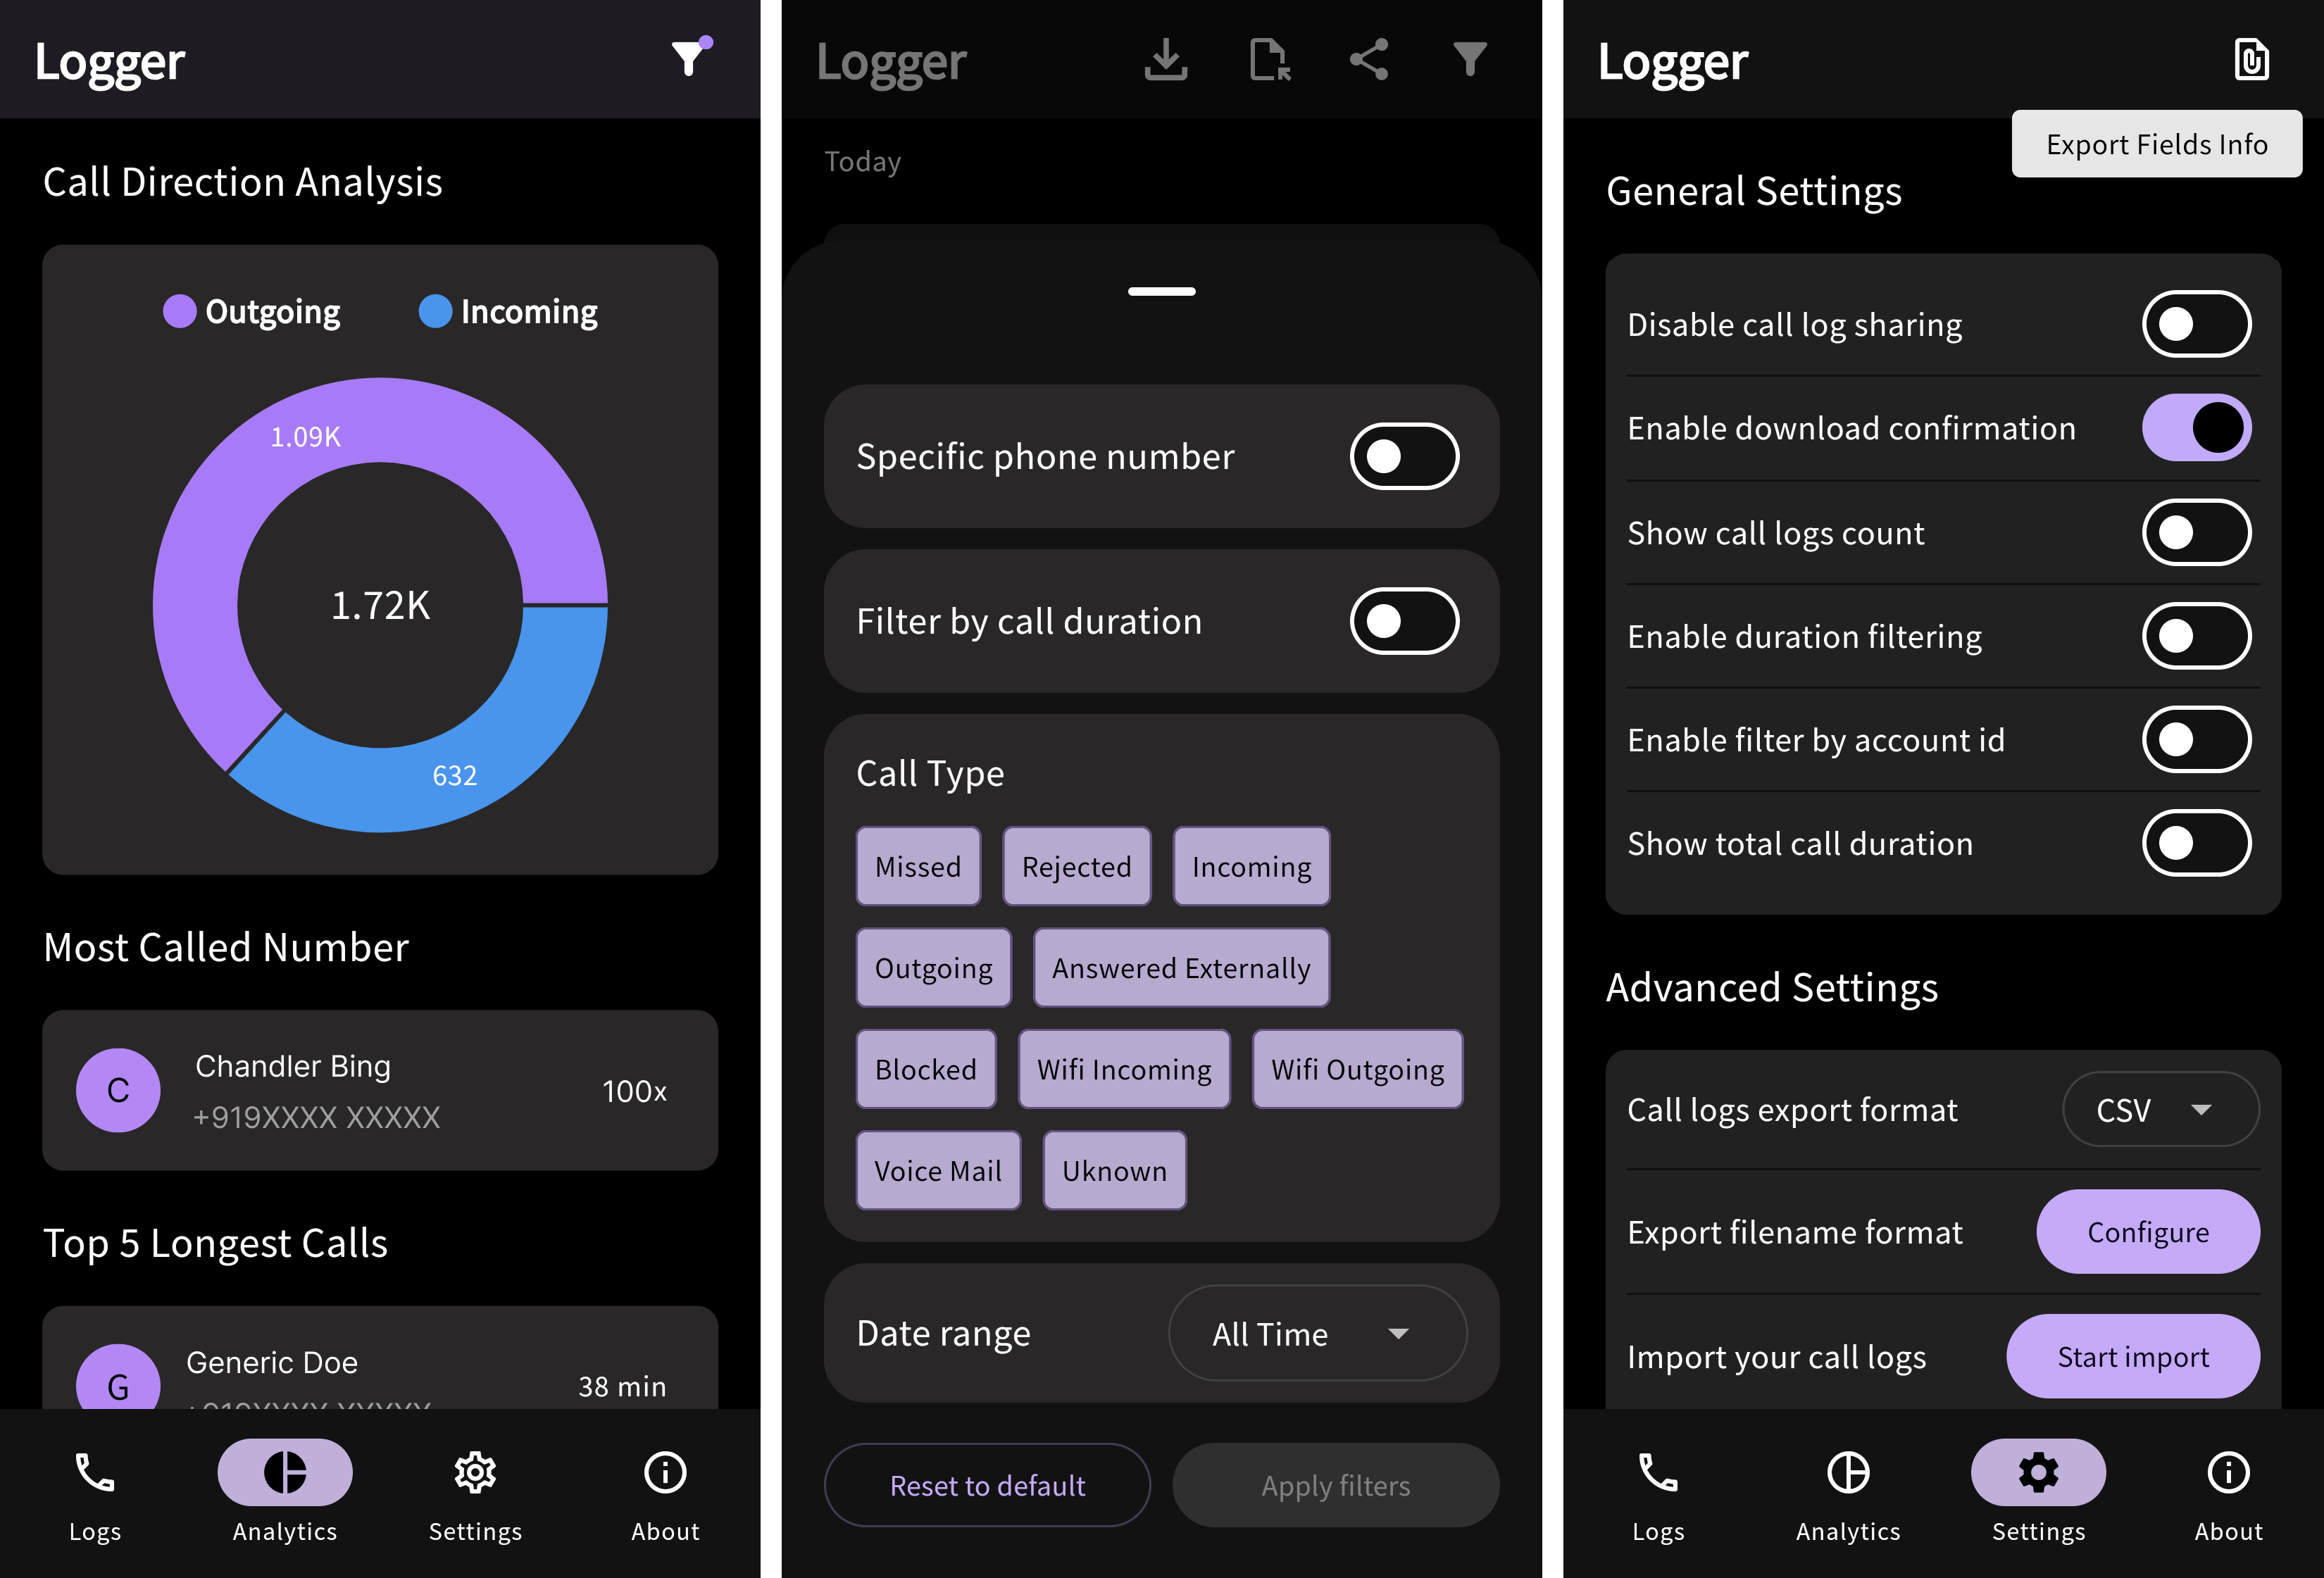 Logger
Call Direction Analysis
Outgoing
Incoming
1.09K
1.72K
632
Most Called Number
C
Chandler Bing
+919XXXX XXXXX
100x
Top 5 Longest Calls
G
Generic Doe
38 min
+919XXXX XXXXX
Logs
Analytics
Settings
About
Logger
Today
Specific phone number
Filter by call duration
Call Type
Missed
Rejected
Incoming
Outgoing
Answered Externally
Blocked
Wifi Incoming
Wifi Outgoing
Voice Mail
Uknown
Date range
All Time
Reset to default
Apply filters
Logger
Export Fields Info
General Settings
Disable call log sharing
Enable download confirmation
Show call logs count
Enable duration filtering
Enable filter by account id
Show total call duration
Advanced Settings
Call logs export format
CSV
Export filename format
Configure
Import your call logs
Start import
Logs
Analytics
Settings
About